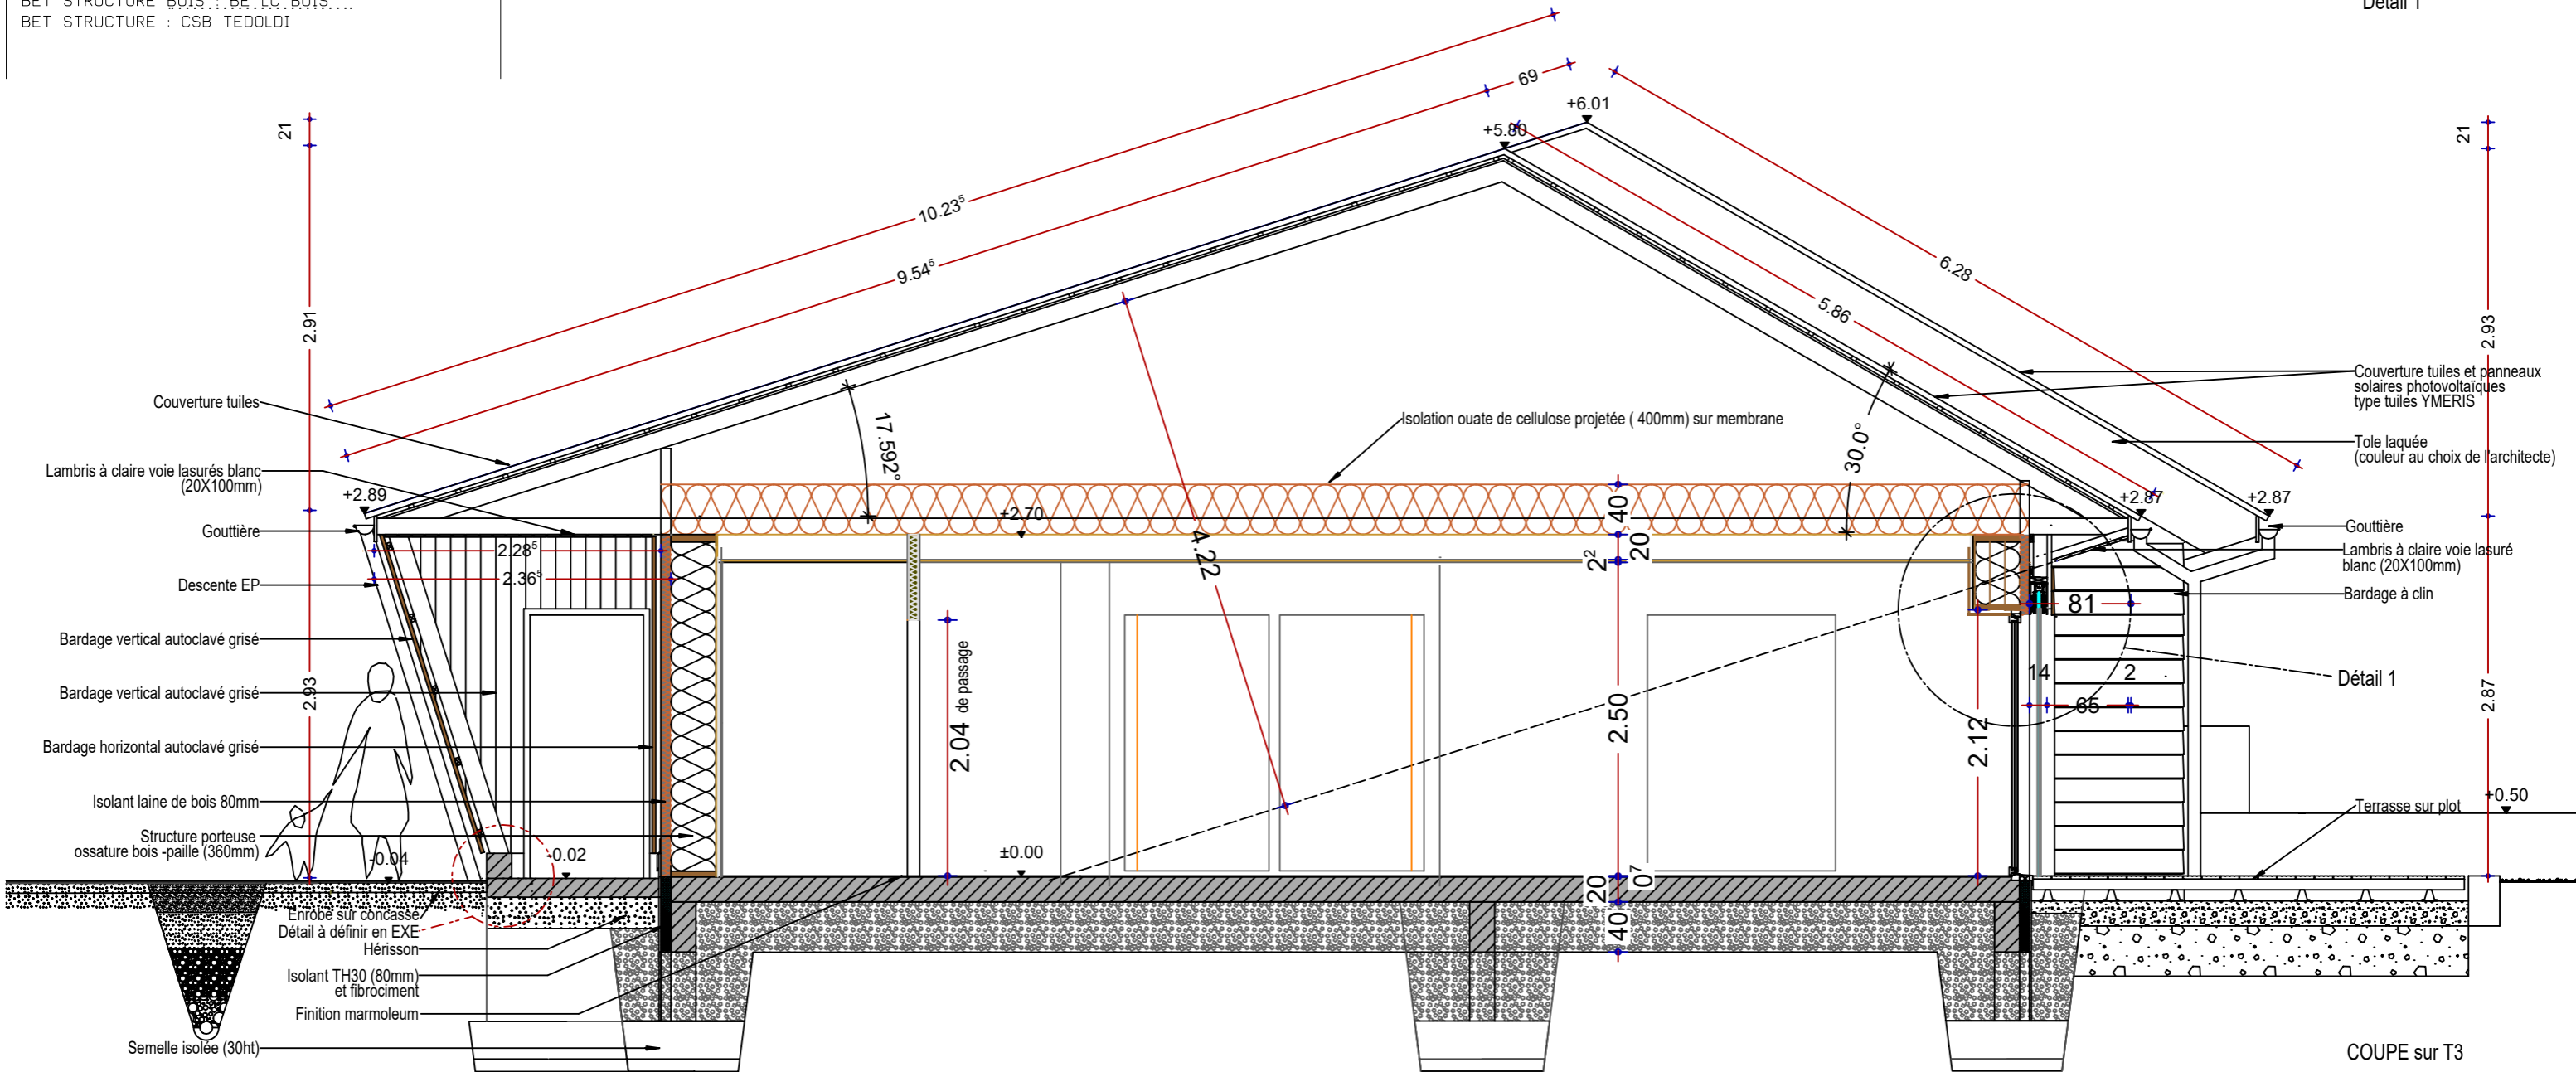 BET STRUCTURE BOIS : BE LC BOIS
BET STRUCTURE : CSB TEDOLDI
Détail 1
69
+6.01
+5.80
21
21
10.23⁵
9.54⁵
6.28
5.86
2.91
2.93
Couverture tuiles
17.592°
Isolation ouate de cellulose projetée ( 400mm) sur membrane
30.0°
Couverture tuiles et panneaux
solaires photovoltaïques
type tuiles YMERIS
Tole laquée
(couleur au choix de l'architecte)
Lambris à claire voie lasurés blanc
(20X100mm)
+2.89
+2.70
40
+2.87
+2.87
Gouttière
Gouttière
2.28⁵
2.36⁵
4.22
2²
20
Lambris à claire voie lasuré
blanc (20X100mm)
Descente EP
Bardage à clin
81
Bardage vertical autoclavé grisé
2.04 de passage
14
2
Détail 1
Bardage vertical autoclavé grisé
2.93
2.50
65
2.87
Bardage horizontal autoclavé grisé
2.12
Isolant laine de bois 80mm
Terrasse sur plot
+0.50
Structure porteuse
ossature bois -paille (360mm)
-0.04
-0.02
±0.00
20
0⁷
Enrobé sur concassé
Détail à définir en EXE
40
Hérisson
Isolant TH30 (80mm)
et fibrociment
Finition marmoleum
Semelle isolée (30ht)
COUPE sur T3